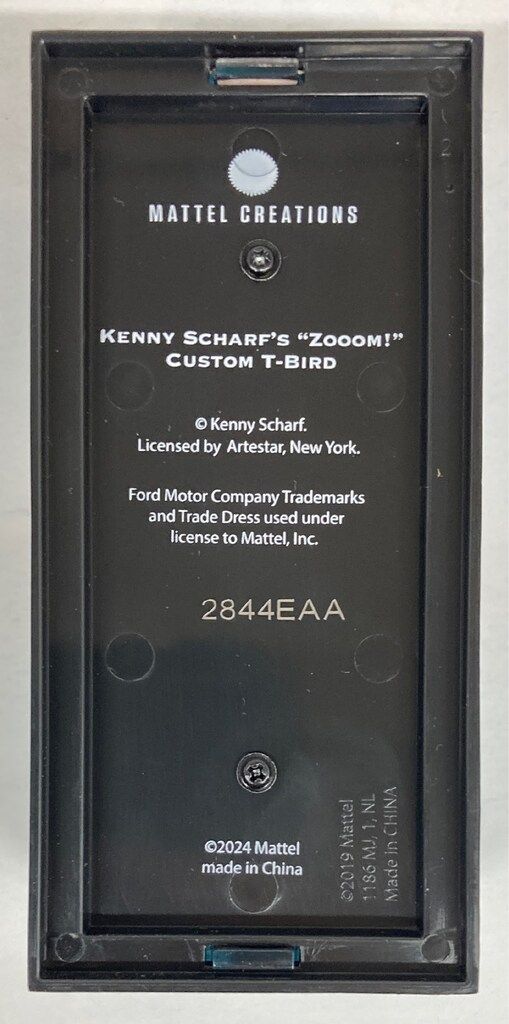 MATTEL CREATIONS
KENNY SCHARF'S “ZOOOM!”
CUSTOM T-BIRD
© Kenny Scharf.
Licensed by Artestar, New York.
Ford Motor Company Trademarks
and Trade Dress used under
license to Mattel, Inc.
2844EAA
©2024 Mattel
made in China
©2019 Mattel
1186 MJ, 1, NL
Made in CHINA